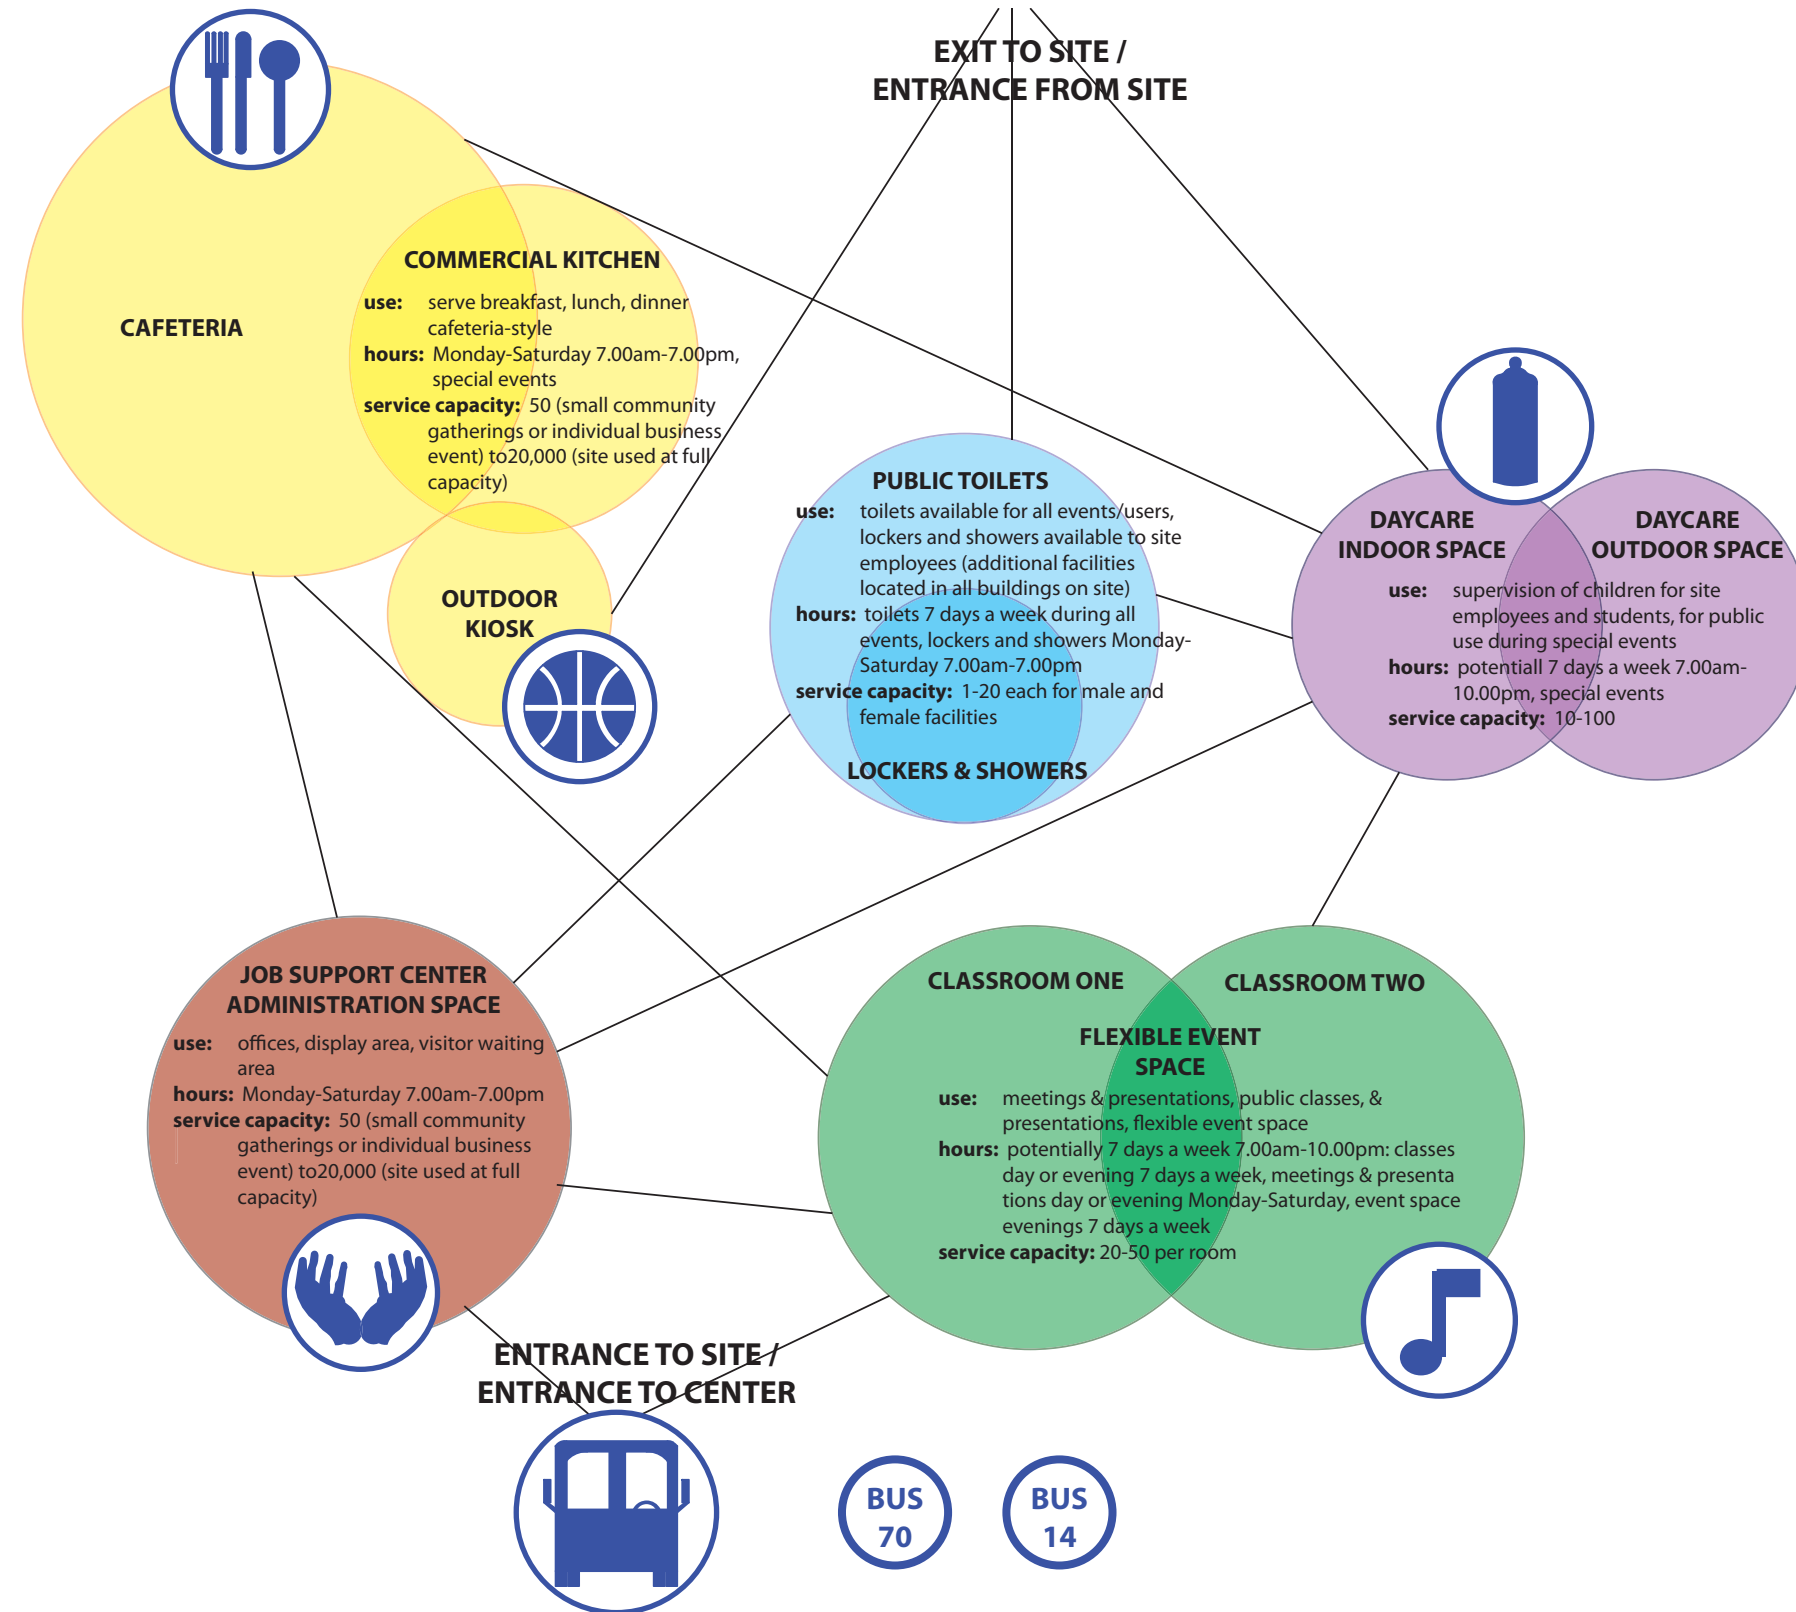 EXIT TO SITE /
ENTRANCE FROM SITE
COMMERCIAL KITCHEN
use: serve breakfast, lunch, dinner
cafeteria-style
hours: Monday-Saturday 7.00am-7.00pm,
special events
service capacity: 50 (small community
gatherings or individual business
event) to20,000 (site used at full
capacity)
CAFETERIA
OUTDOOR
KIOSK
PUBLIC TOILETS
use: toilets available for all events/users,
lockers and showers available to site
employees (additional facilities
located in all buildings on site)
hours: toilets 7 days a week during all
events, lockers and showers Monday-
Saturday 7.00am-7.00pm
service capacity: 1-20 each for male and
female facilities
LOCKERS & SHOWERS
DAYCARE
INDOOR SPACE
DAYCARE
OUTDOOR SPACE
use: supervision of children for site
employees and students, for public
use during special events
hours: potentiall 7 days a week 7.00am-
10.00pm, special events
service capacity: 10-100
JOB SUPPORT CENTER
ADMINISTRATION SPACE
use: offices, display area, visitor waiting
area
hours: Monday-Saturday 7.00am-7.00pm
service capacity: 50 (small community
gatherings or individual business
event) to20,000 (site used at full
capacity)
CLASSROOM ONE
CLASSROOM TWO
FLEXIBLE EVENT
SPACE
use: meetings & presentations, public classes, &
presentations, flexible event space
hours: potentially 7 days a week 7.00am-10.00pm: classes
day or evening 7 days a week, meetings & presenta
tions day or evening Monday-Saturday, event space
evenings 7 days a week
service capacity: 20-50 per room
ENTRANCE TO SITE /
ENTRANCE TO CENTER
BUS
70
BUS
14